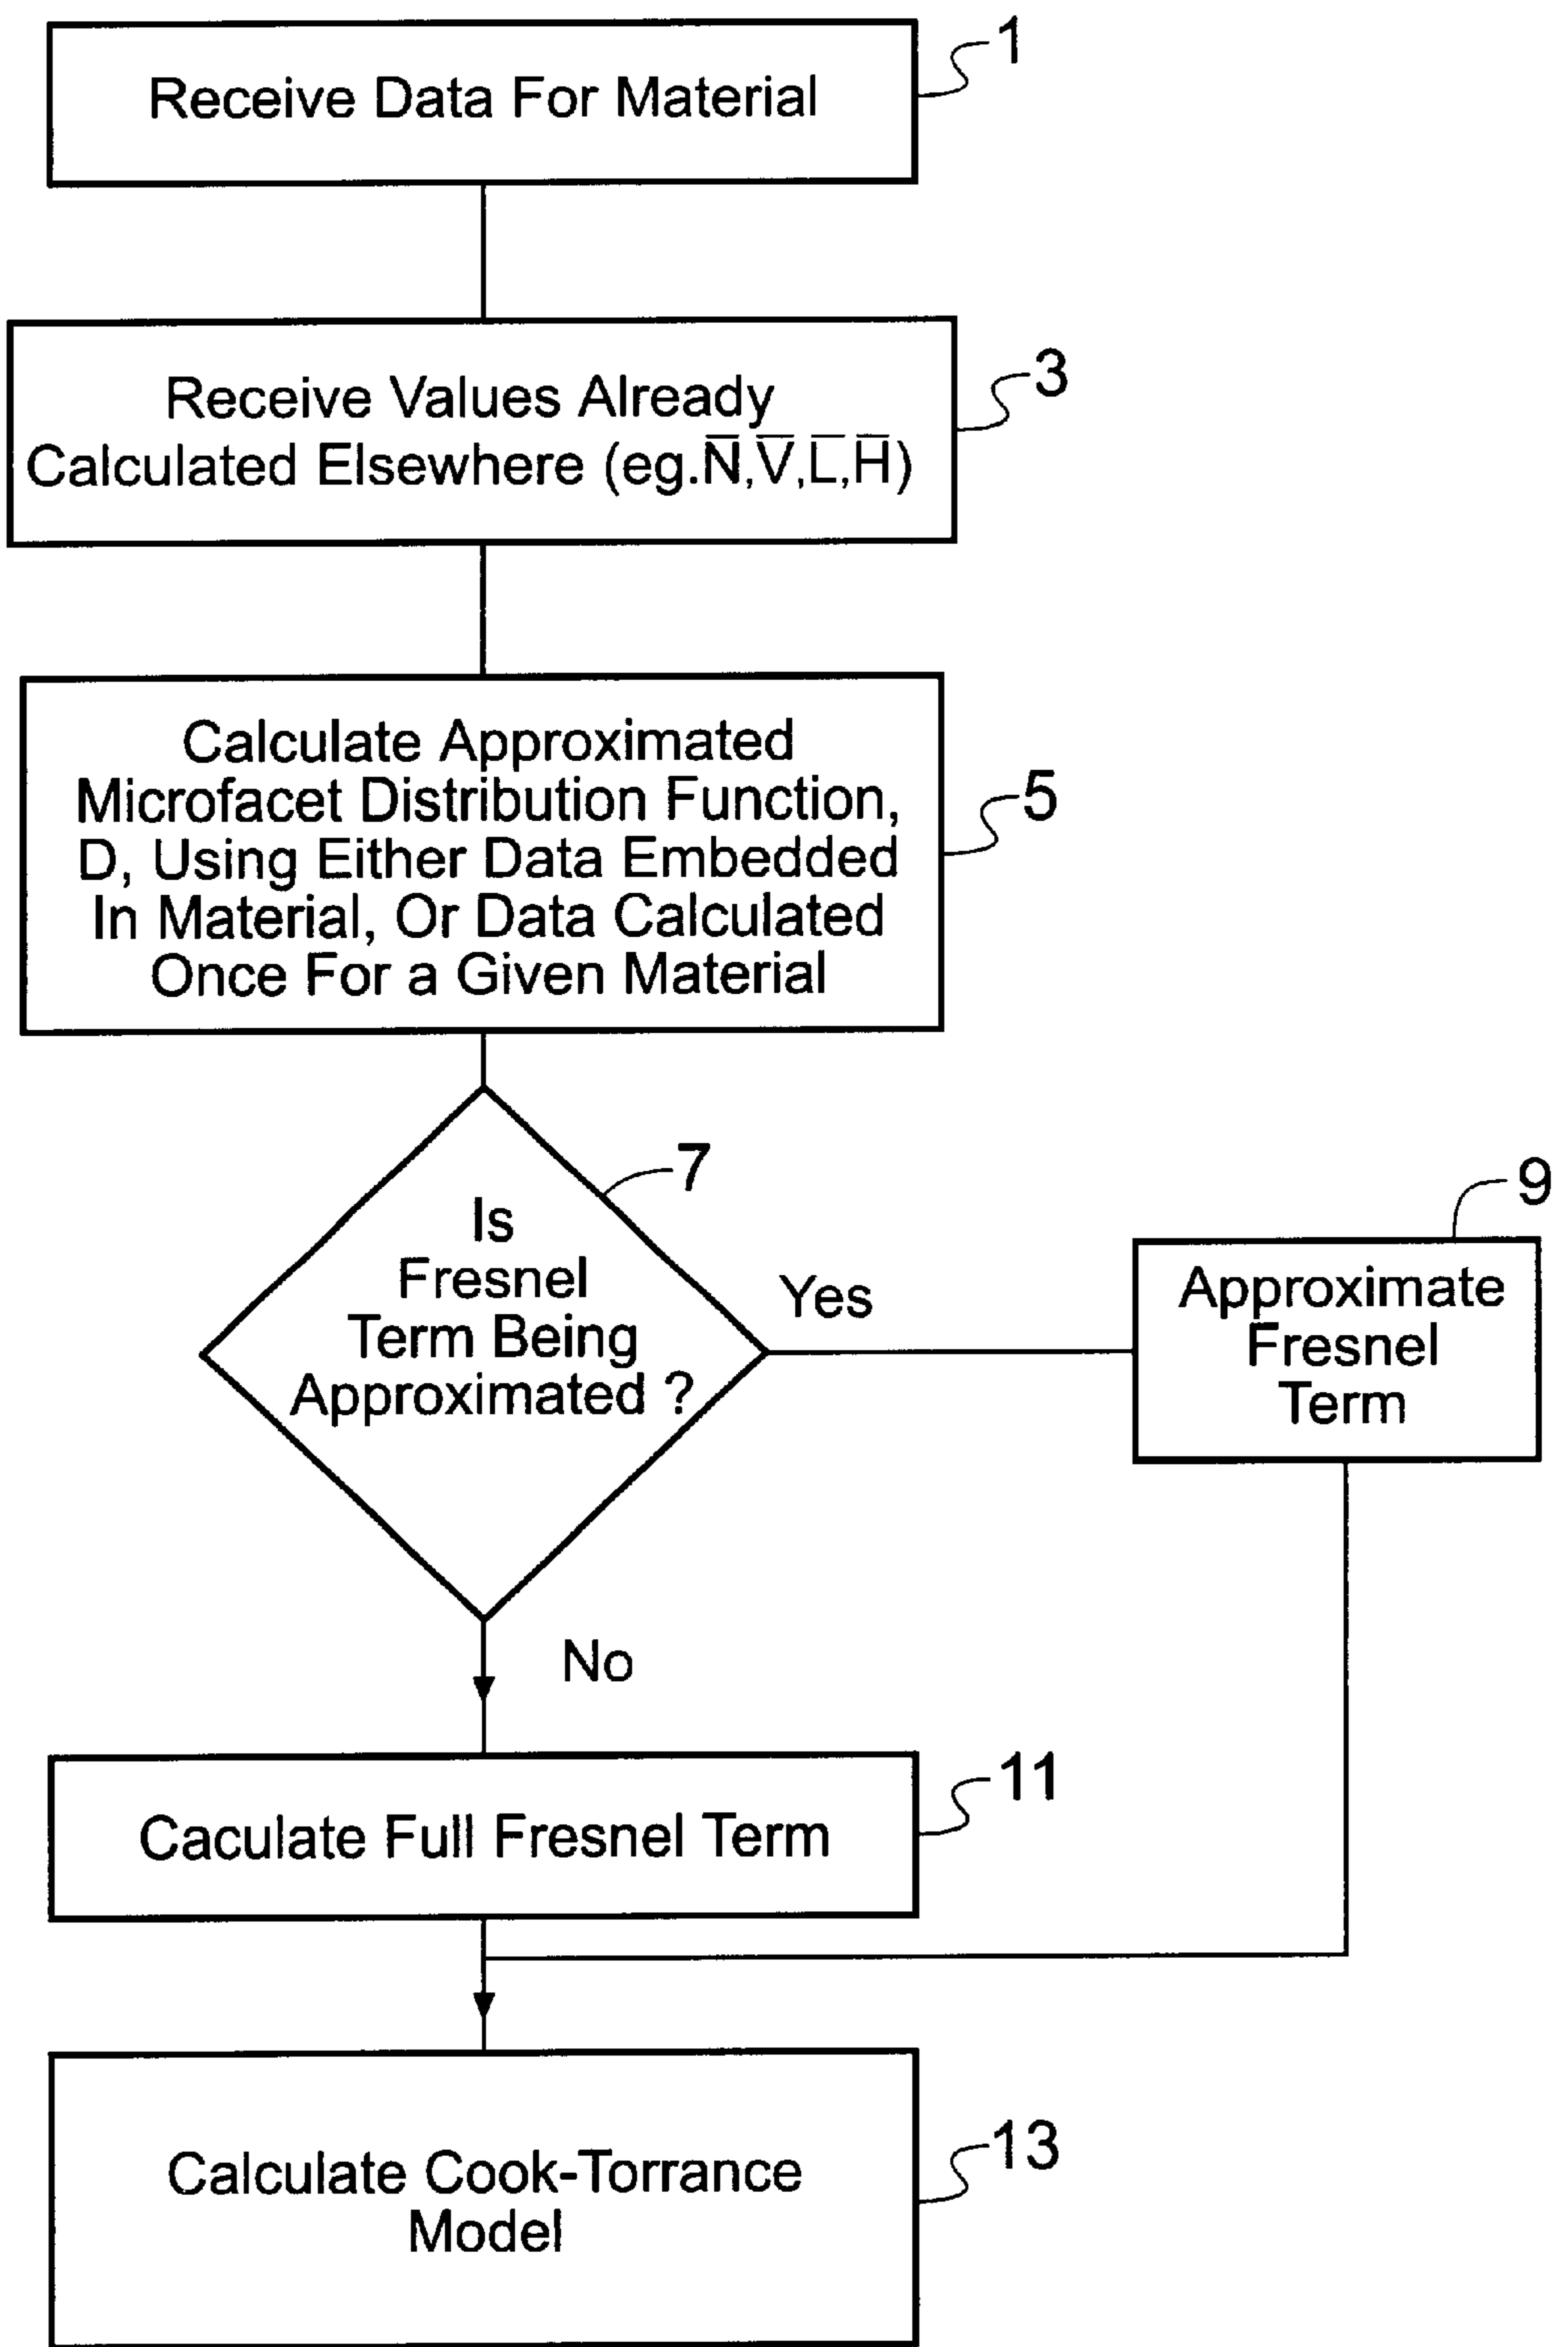 1
Receive Data For Material
3
Receive Values Already
Calculated Elsewhere (eg.N̅,V̅,L̅,H̅)
Calculate Approximated
Microfacet Distribution Function,
D, Using Either Data Embedded
In Material, Or Data Calculated
Once For a Given Material
5
7
Is
Fresnel
Term Being
Approximated ?
Yes
9
Approximate
Fresnel
Term
No
11
Caculate Full Fresnel Term
13
Calculate Cook-Torrance
Model